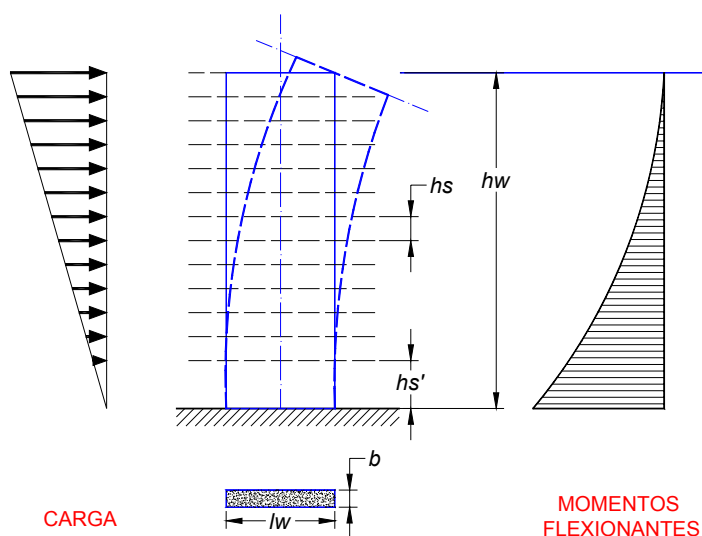 hs
hw
hs'
b
lw
CARGA
MOMENTOS
FLEXIONANTES